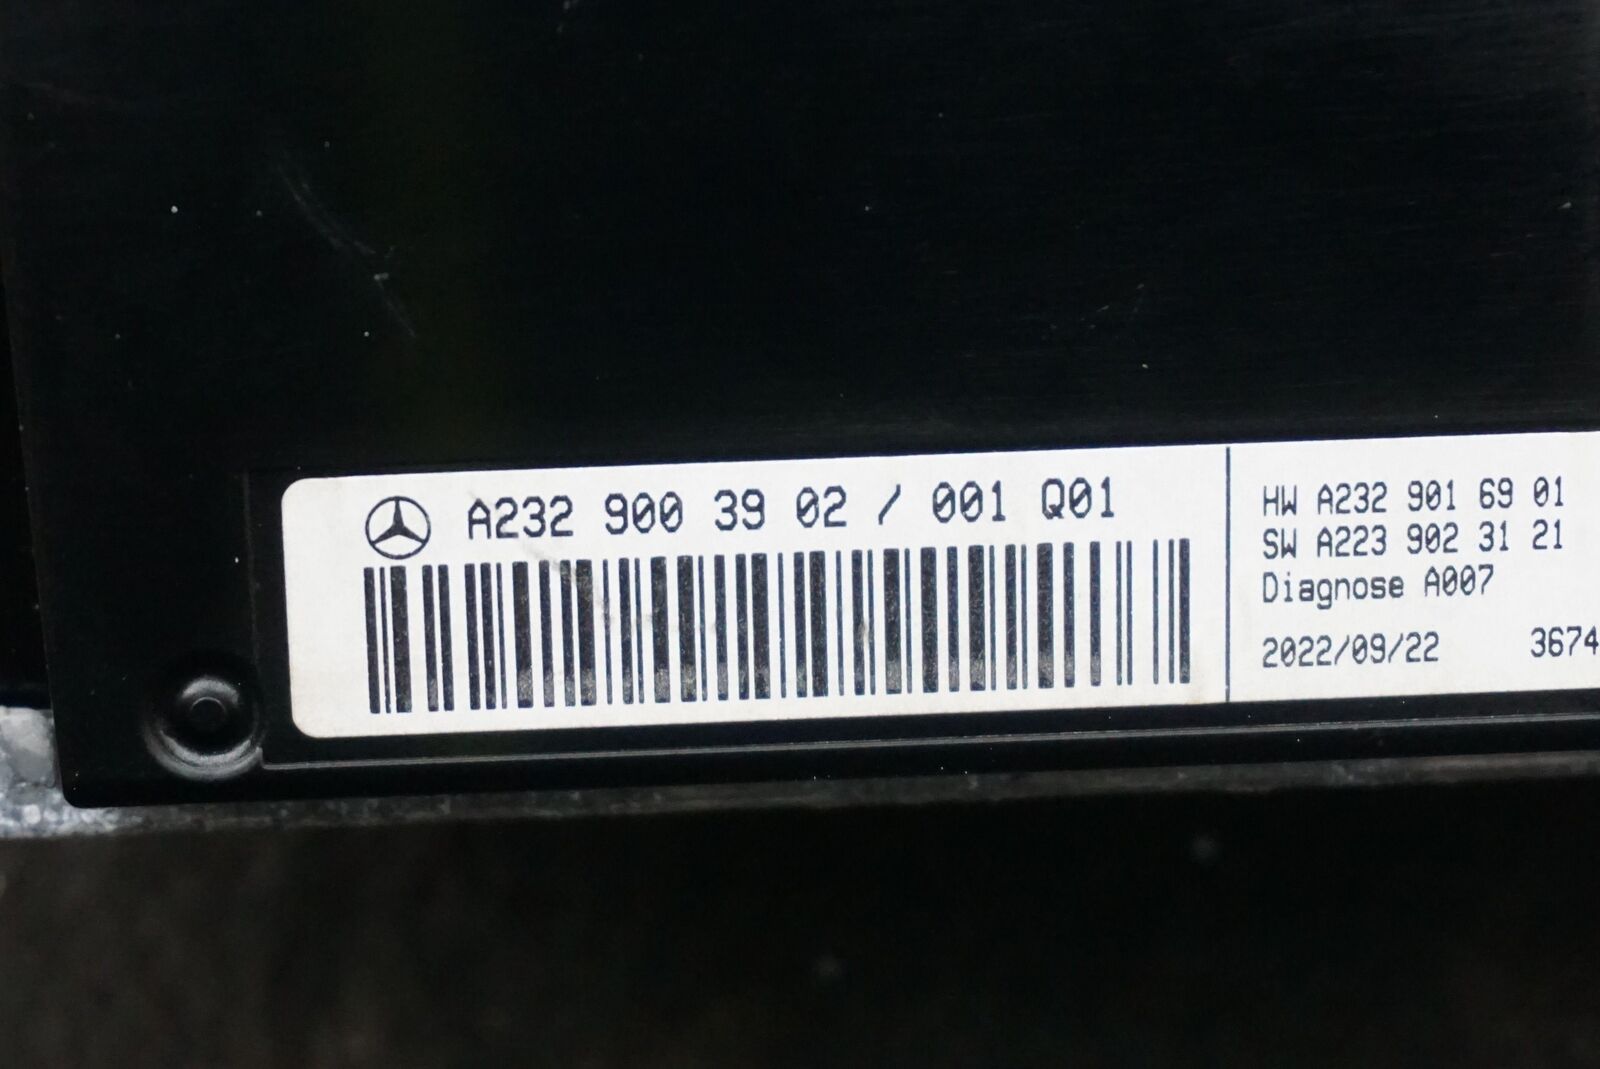 A232 900 39 02 / 001 Q01
HW A232 901 69 01
SW A223 902 31 21
Diagnose A007
2022/09/22 3674